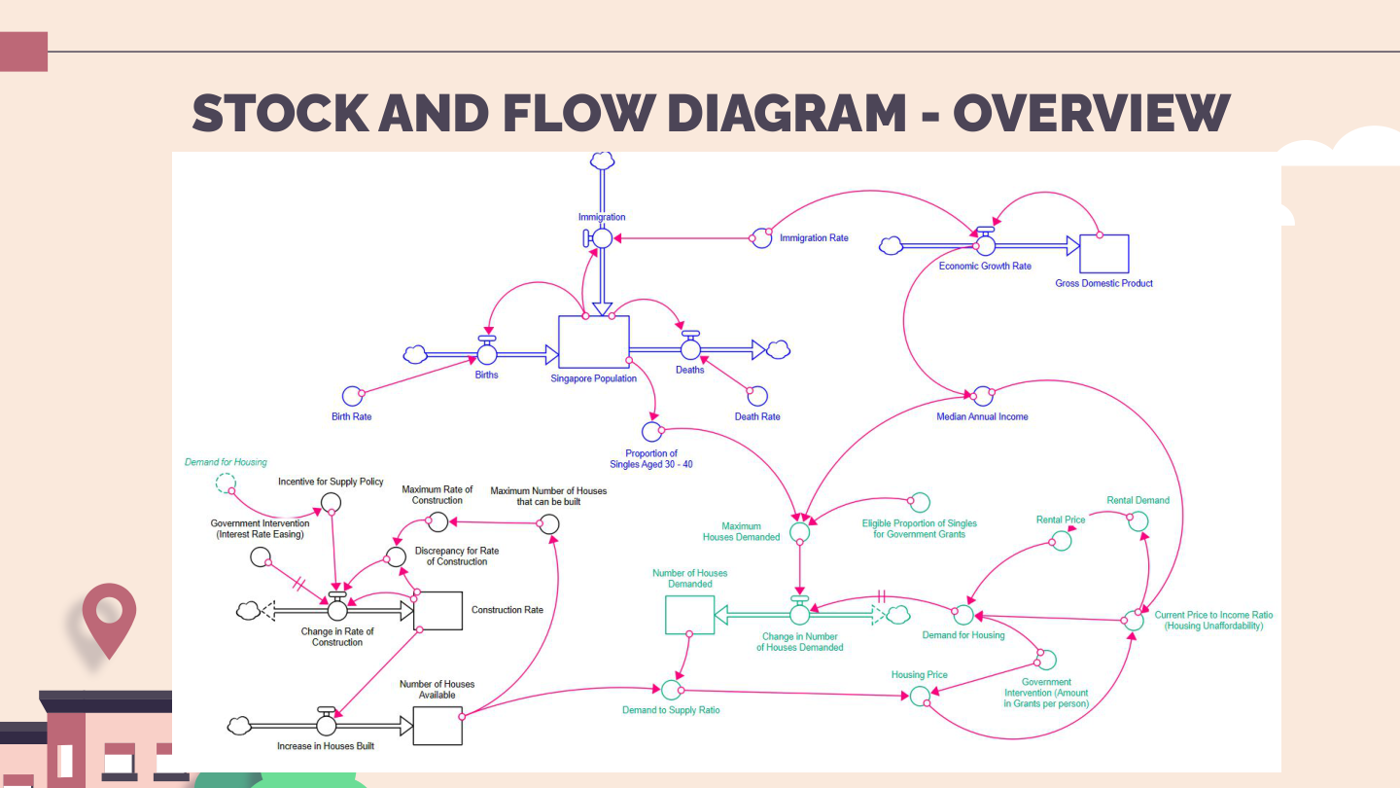 STOCK AND FLOW DIAGRAM - OVERVIEW
Immigration
Immigration Rate
Economic Growth Rate
Gross Domestic Product
Births
Singapore Population
Deaths
Birth Rate
Death Rate
Median Annual Income
Proportion of
Singles Aged 30 - 40
Demand for Housing
Incentive for Supply Policy
Maximum Rate of
Construction
Maximum Number of Houses
that can be built
Government Intervention
(Interest Rate Easing)
Discrepancy for Rate
of Construction
Construction Rate
Change in Rate of
Construction
Number of Houses
Available
Increase in Houses Built
Maximum
Houses Demanded
Eligible Proportion of Singles
for Government Grants
Rental Demand
Rental Price
Number of Houses
Demanded
Change in Number
of Houses Demanded
Demand for Housing
Current Price to Income Ratio
(Housing Unaffordability)
Housing Price
Government
Intervention (Amount
in Grants per person)
Demand to Supply Ratio